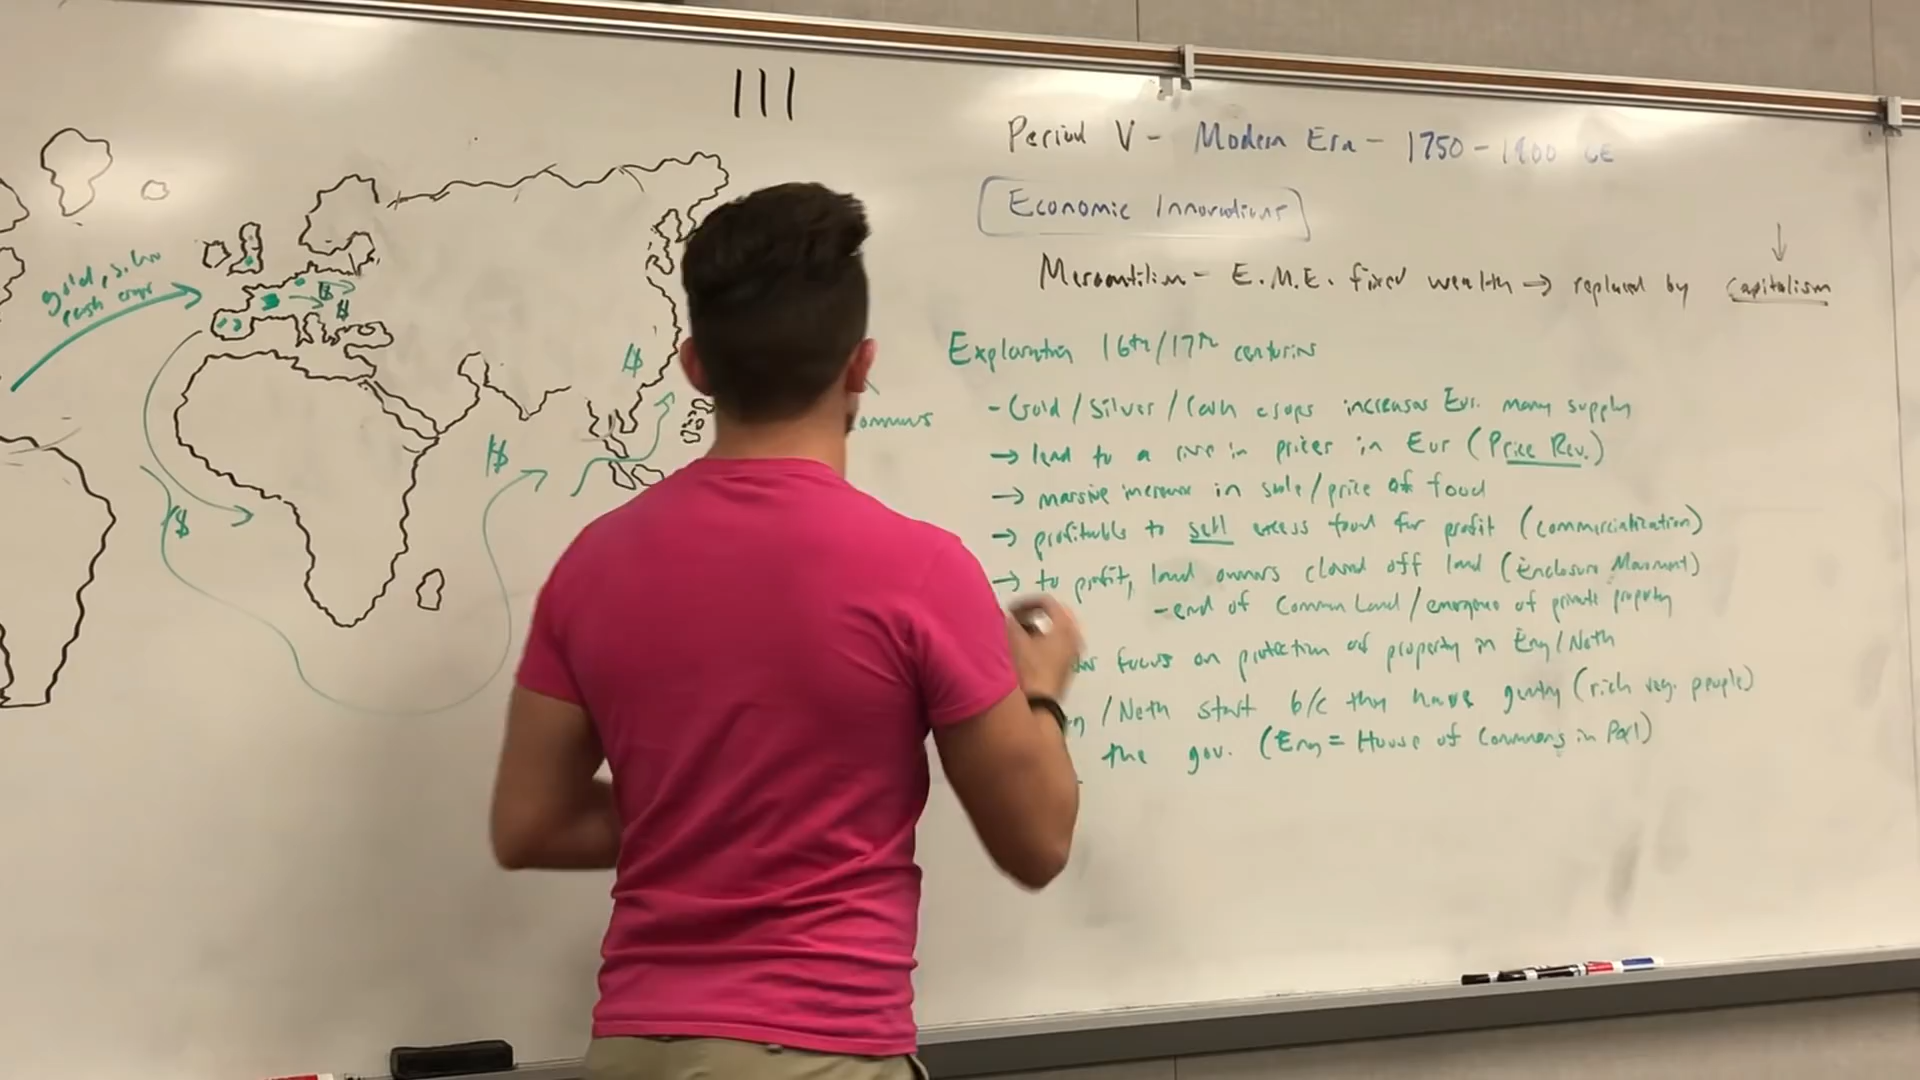 III
Period V - Modern Era - 1750 - 1900 CE
Economic Innovations
Mercantilism - E.M.E. fixed wealth → replaced by capitalism
gold, silver
cash crops
$
$
$
$
$
ommons
Exploration 16th/17th centuries
- Gold / Silver / Cash crops increases Eur. money supply
→ lead to a rise in prices in Eur (Price Rev.)
→ massive increase in sale/price of food
→ profitable to sell excess food for profit (commercialization)
→ to profit, land owners closed off land (Enclosure Movement)
- end of Common Land / emergence of private property
focus on protection of property in Eng/Neth
/Neth start b/c they have gentry (rich reg. people)
the gov. (Eng = House of Commons in Parl)